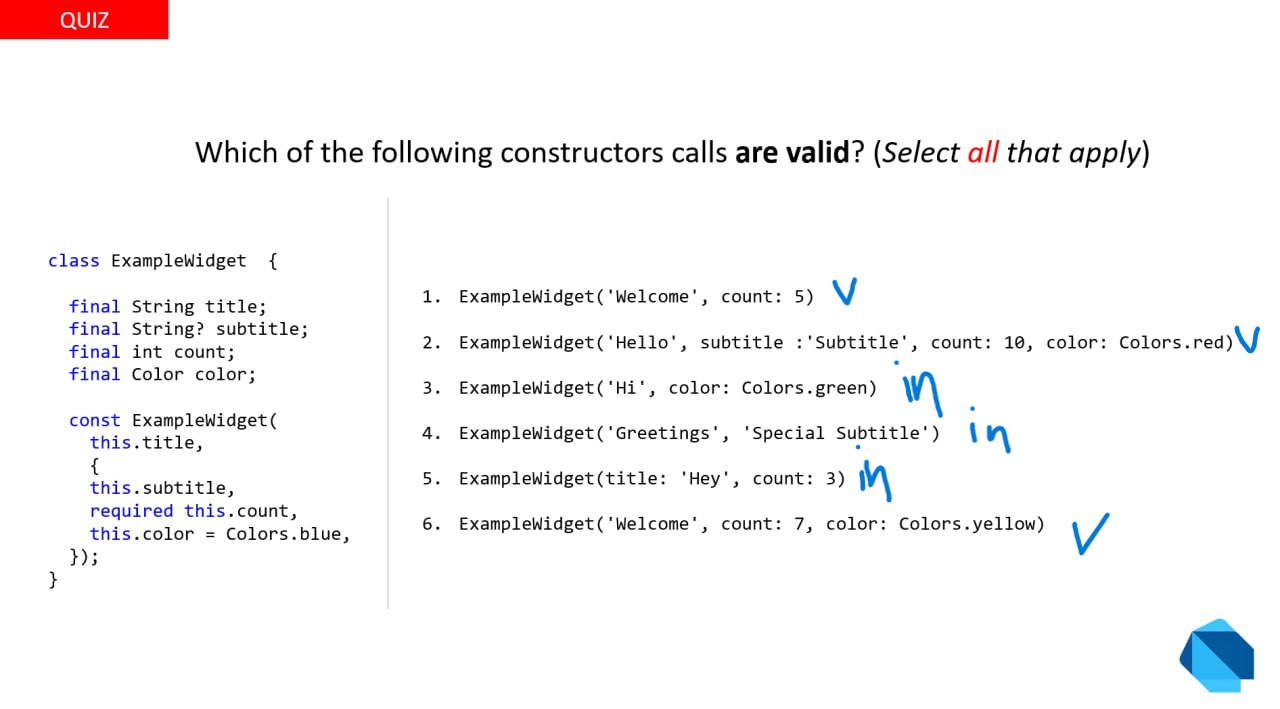 QUIZ
Which of the following constructors calls are valid? (Select all that apply)
class ExampleWidget {
final String title;
final String? subtitle;
final int count;
final Color color;
const ExampleWidget(
this.title,
{
this.subtitle,
required this.count,
this.color = Colors.blue,
});
}
1. ExampleWidget('Welcome', count: 5) V
2. ExampleWidget('Hello', subtitle :'Subtitle', count: 10, color: Colors.red) V
3. ExampleWidget('Hi', color: Colors.green) in
4. ExampleWidget('Greetings', 'Special Subtitle') in
5. ExampleWidget(title: 'Hey', count: 3) in
6. ExampleWidget('Welcome', count: 7, color: Colors.yellow) V